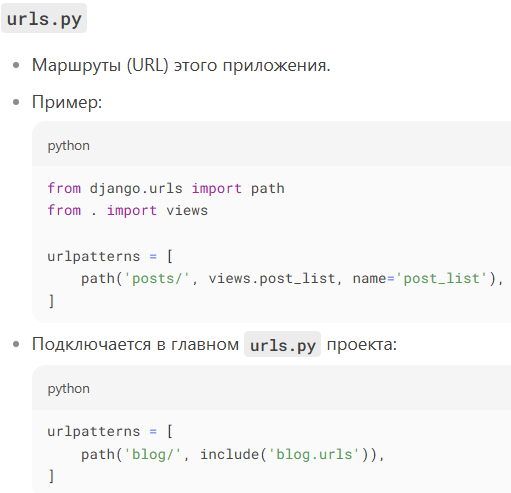 urls.py
Маршруты (URL) этого приложения.
Пример:
python
from django.urls import path
from . import views
urlpatterns = [
    path('posts/', views.post_list, name='post_list'),
]
Подключается в главном urls.py проекта:
python
urlpatterns = [
    path('blog/', include('blog.urls')),
]